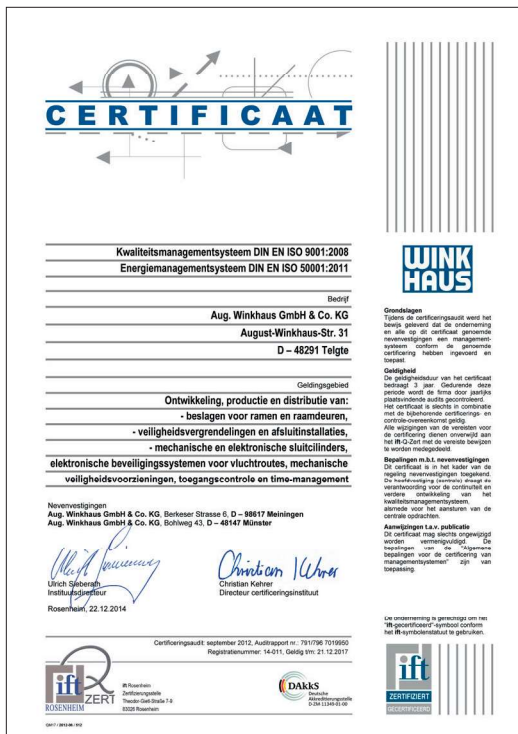 CERTIFICAAT
Kwaliteitsmanagementsysteem DIN EN ISO 9001:2008
Energiemanagementsysteem DIN EN ISO 50001:2011
Bedrijf
Aug. Winkhaus GmbH & Co. KG
August-Winkhaus-Str. 31
D – 48291 Telgte
Geldingsgebied
Ontwikkeling, productie en distributie van:
- beslagen voor ramen en raamdeuren,
- veiligheidsvergrendelingen en afsluitinstallaties,
- mechanische en elektronische sluitcilinders,
elektronische beveiligingssystemen voor vluchtroutes, mechanische
veiligheidsvoorzieningen, toegangscontrole en time-management
Nevenvestigingen
Aug. Winkhaus GmbH & Co. KG, Berkeser Strasse 6, D – 98617 Meiningen
Aug. Winkhaus GmbH & Co. KG, Bohlweg 43, D – 48147 Münster
Ulrich Sieberath
Instituutsdirecteur
Christian Kehrer
Directeur certificeringsinstituut
Rosenheim, 22.12.2014
Certificeringsaudit: september 2012, Auditrapport nr.: 791/796 7019950
Registratienummer: 14-011, Geldig t/m: 21.12.2017
ift
ZERT
ROSENHEIM
ift Rosenheim
Zertifizierungsstelle
Theodor-Gietl-Straße 7-9
83026 Rosenheim
DAkkS
Deutsche
Akkreditierungsstelle
D-ZM-11349-01-00
WINK
HAUS
Grondslagen
Tijdens de certificeringsaudit werd het
bewijs geleverd dat de onderneming
en alle op dit certificaat genoemde
nevenvestigingen een management-
systeem conform de genoemde
certificering hebben ingevoerd en
toepast.
Geldigheid
De geldigheidsduur van het certificaat
bedraagt 3 jaar. Gedurende deze
periode wordt de firma door jaarlijks
plaatsvindende audits gecontroleerd.
Het certificaat is slechts in combinatie
met de bijbehorende certificerings- en
controle-overeenkomst geldig.
Alle wijzigingen van de vereisten voor
de certificering dienen onverwijld aan
het ift-Q-Zert met de vereiste bewijzen
te worden medegedeeld.
Bepalingen m.b.t. nevenvestigingen
Dit certificaat is in het kader van de
regeling nevenvestigingen toegekend.
De hoofdvestiging (centrale) draagt de
verantwoording voor de continuïteit en
verdere ontwikkeling van het
kwaliteitsmanagementsysteem,
alsmede voor het aansturen van de
centrale opdrachten.
Aanwijzingen t.a.v. publicatie
Dit certificaat mag slechts ongewijzigd
worden vermenigvuldigd. De
bepalingen van de "Algemene
bepalingen voor de certificering van
managementsystemen" zijn van
toepassing.
De onderneming is gerechtigd om het
"ift-gecertificeerd"-symbool conform
het ift-symbolenstatuut te gebruiken.
ift
ZERTIFIZIERT
GECERTIFICEERD